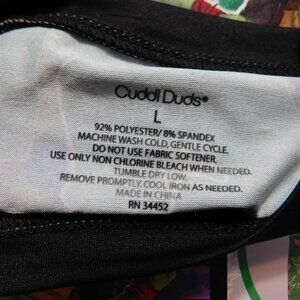 Cuddl Duds®
L
92% POLYESTER/ 8% SPANDEX
MACHINE WASH COLD, GENTLE CYCLE.
DO NOT USE FABRIC SOFTENER.
USE ONLY NON CHLORINE BLEACH WHEN NEEDED.
TUMBLE DRY LOW.
REMOVE PROMPTLY. COOL IRON AS NEEDED.
MADE IN CHINA
RN 34452